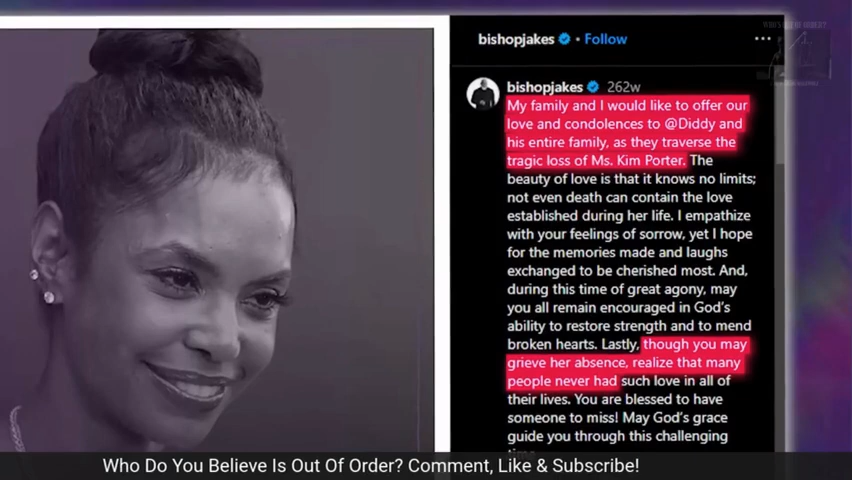 bishopjakes • Follow
bishopjakes 262w
My family and I would like to offer our
love and condolences to @Diddy and
his entire family, as they traverse the
tragic loss of Ms. Kim Porter. The
beauty of love is that it knows no limits;
not even death can contain the love
established during her life. I empathize
with your feelings of sorrow, yet I hope
for the memories made and laughs
exchanged to be cherished most. And,
during this time of great agony, may
you all remain encouraged in God's
ability to restore strength and to mend
broken hearts. Lastly, though you may
grieve her absence, realize that many
people never had such love in all of
their lives. You are blessed to have
someone to miss! May God's grace
guide you through this challenging
Who Do You Believe Is Out Of Order? Comment, Like & Subscribe!